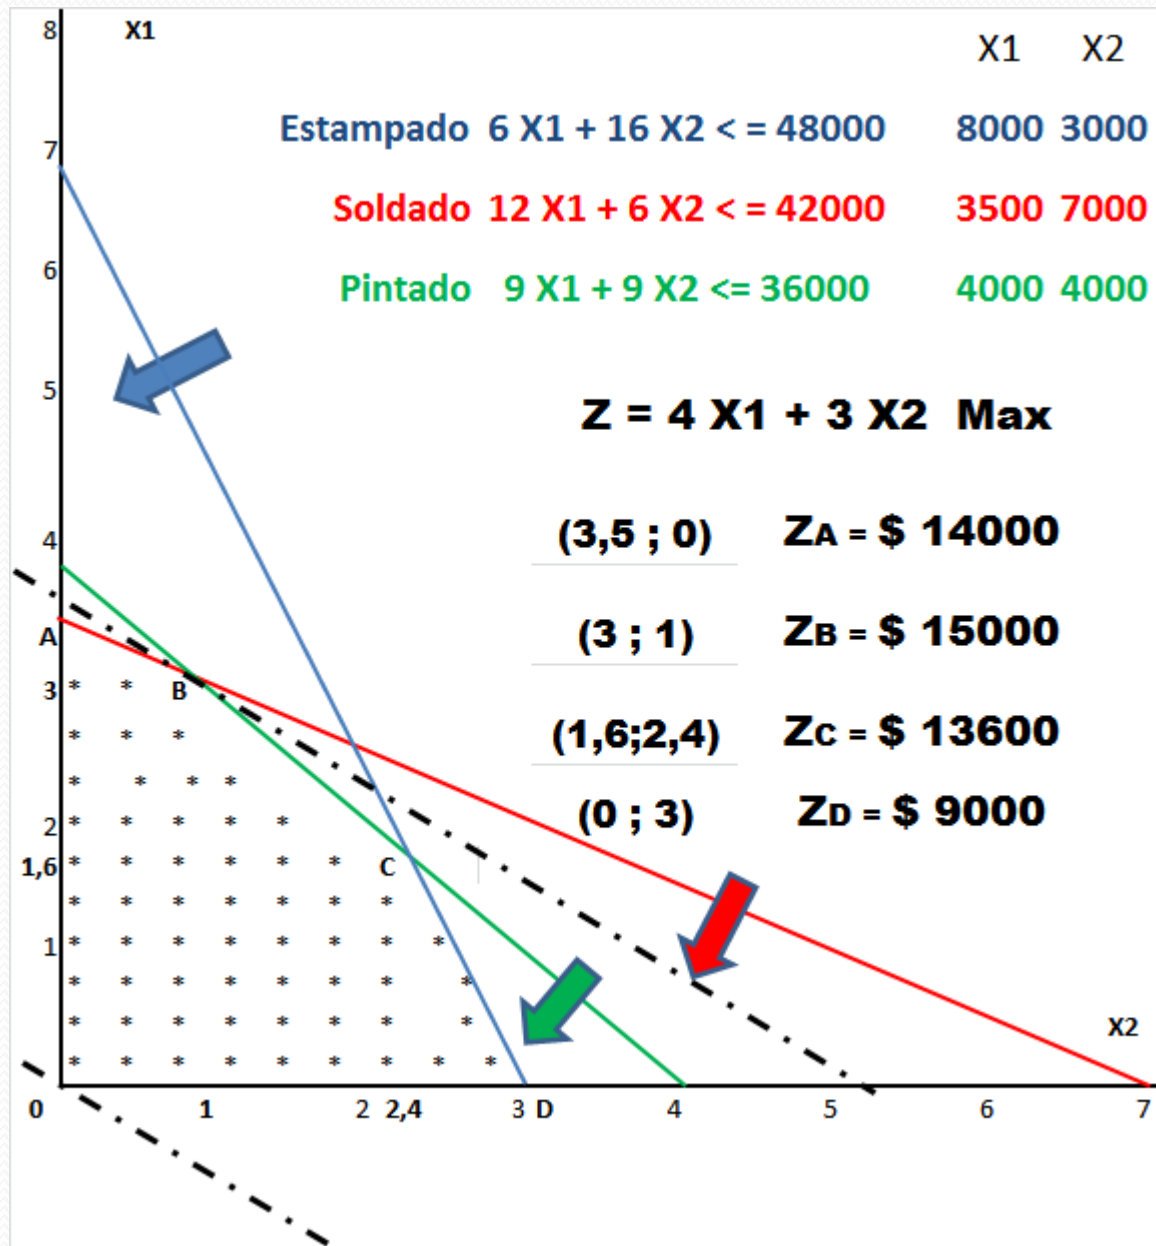 8 X1
X1 X2
Estampado 6 X1 + 16 X2 < = 48000 8000 3000
7
Soldado 12 X1 + 6 X2 < = 42000 3500 7000
6
Pintado 9 X1 + 9 X2 <= 36000 4000 4000
5
Z = 4 X1 + 3 X2 Max
4
(3,5 ; 0) ZA = $ 14000
A
(3 ; 1) ZB = $ 15000
3 * * B
* * *
(1,6;2,4) ZC = $ 13600
* * * *
2 * * * * *
(0 ; 3) ZD = $ 9000
1,6 * * * * * * C
* * * * * * *
1 * * * * * * * *
* * * * * * * *
* * * * * * * *
X2
* * * * * * * * *
0 1 2 2,4 3 D 4 5 6 7